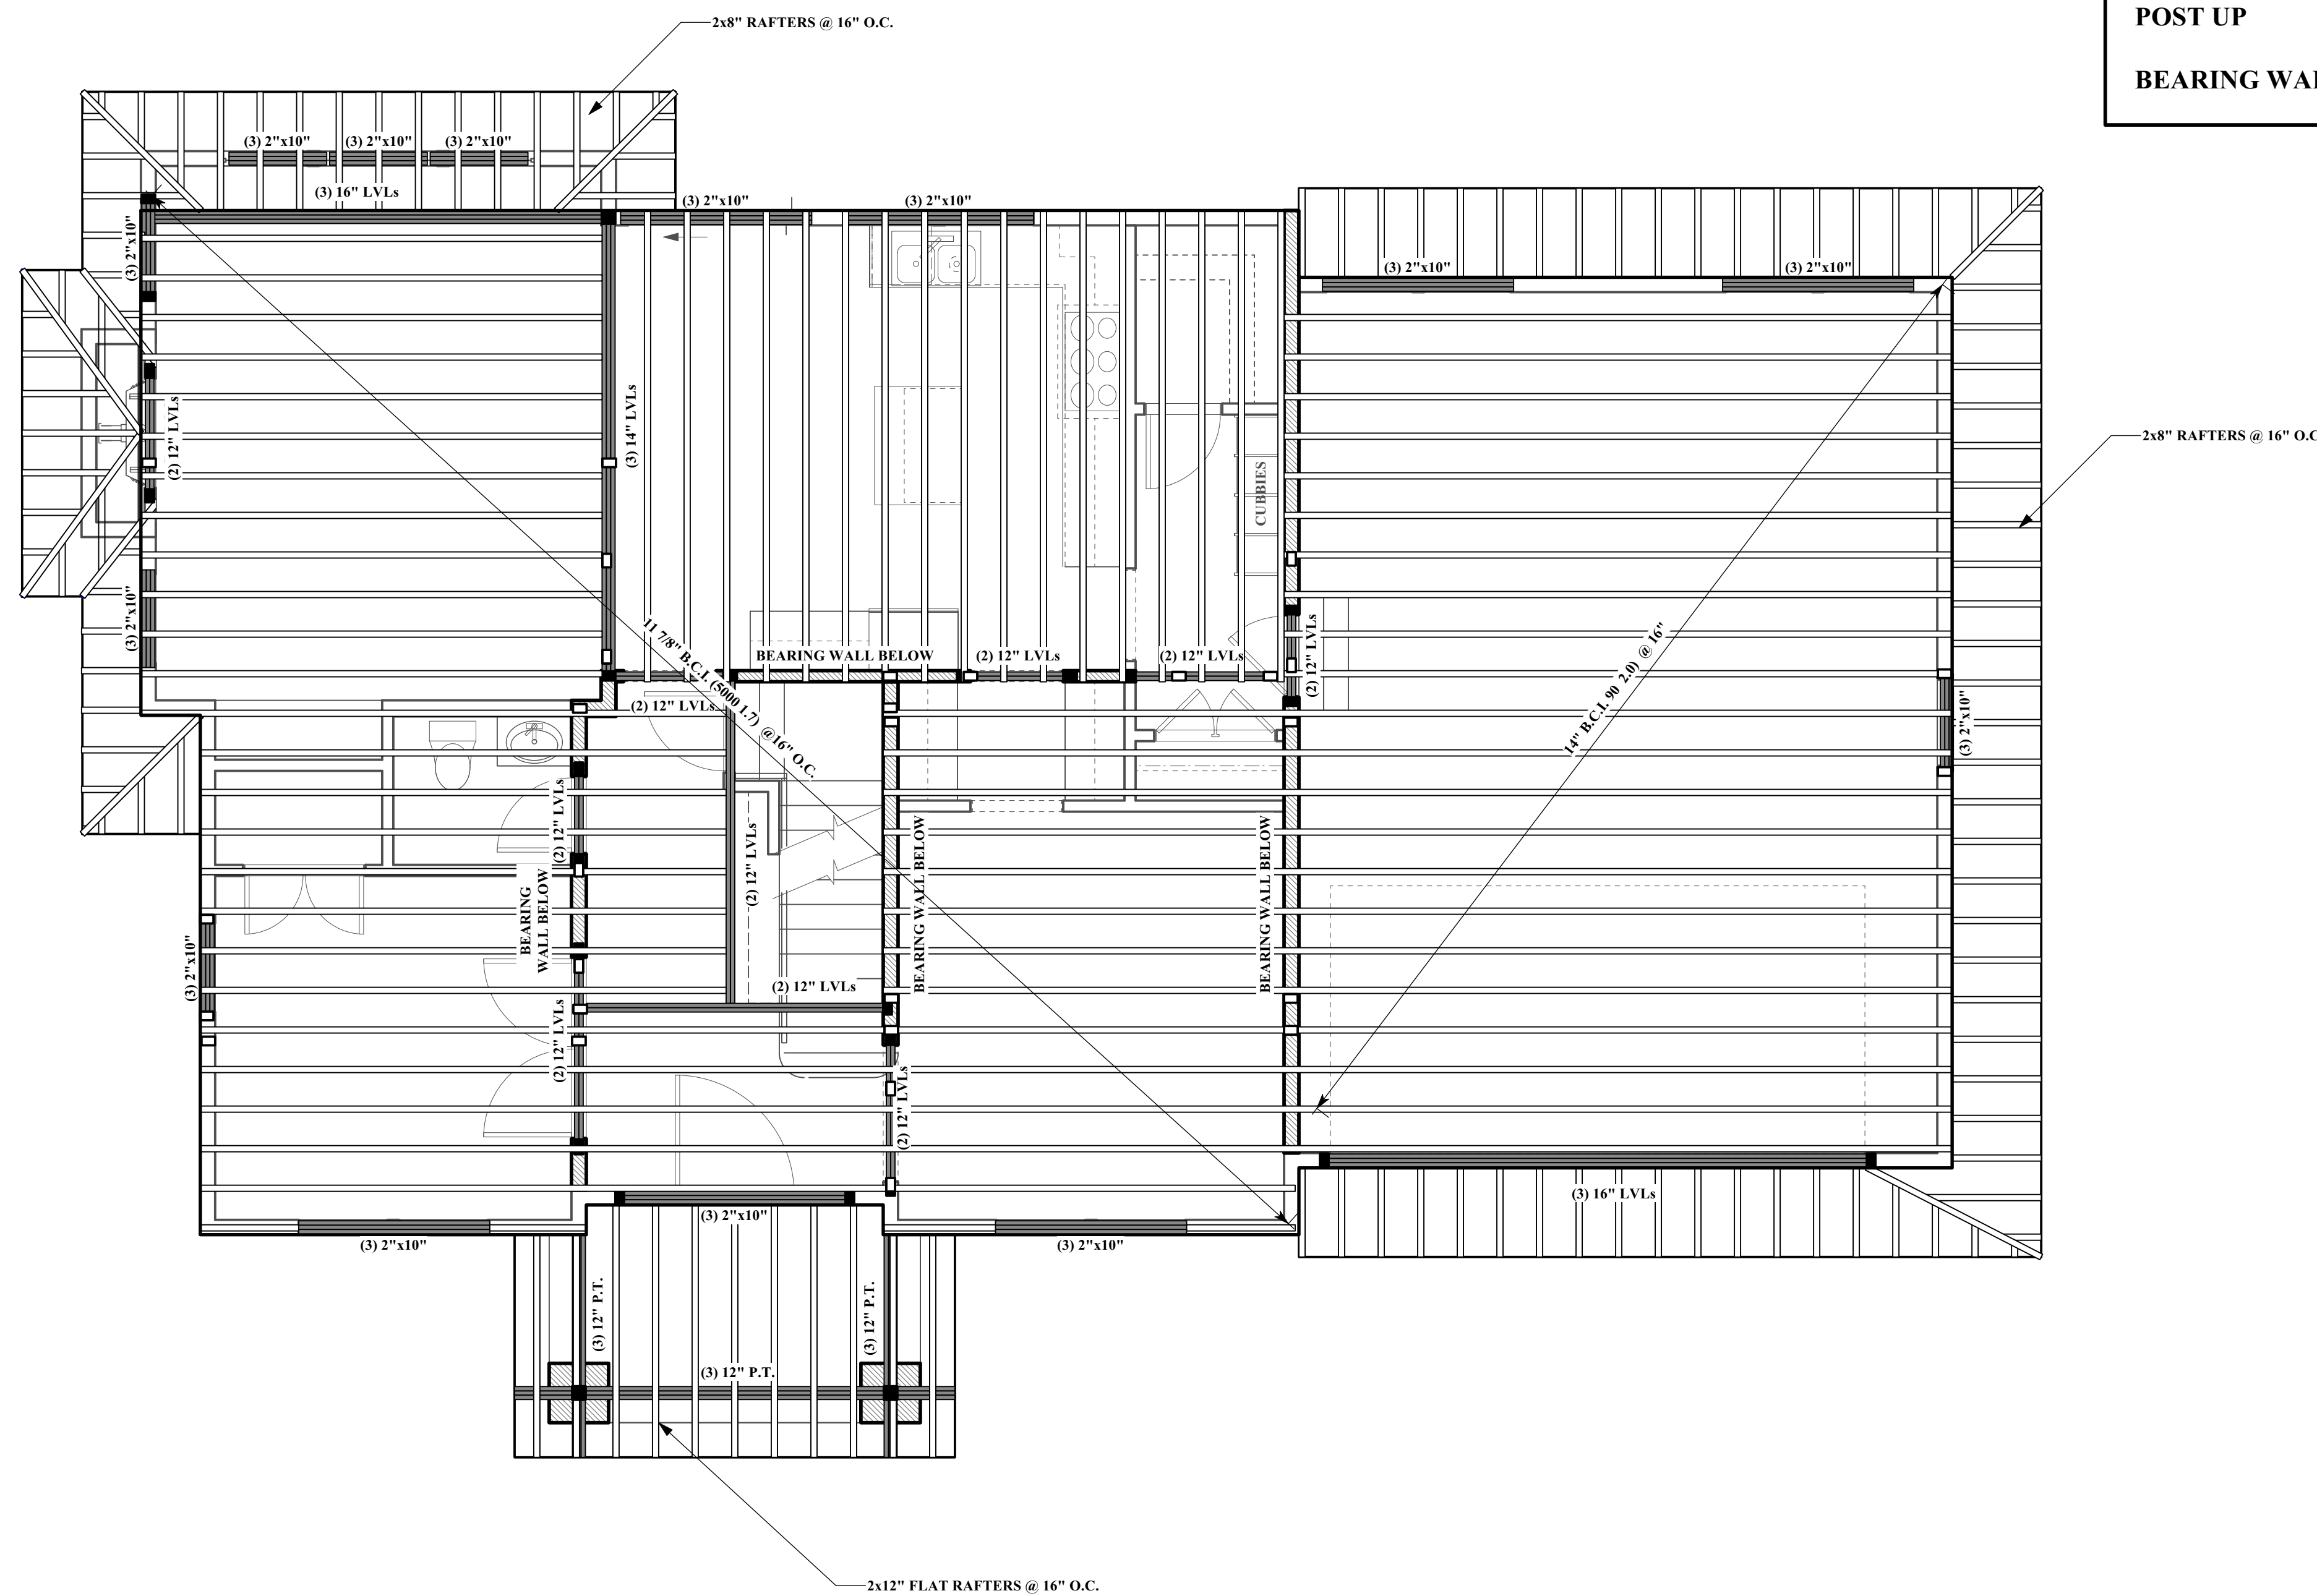 POST UP
2x8" RAFTERS @ 16" O.C.
BEARING WAL
(3) 2"x10"
(3) 2"x10"
(3) 2"x10"
(3) 16" LVLs
(3) 2"x10"
(3) 2"x10"
(3) 2"x10"
(3) 2"x10"
(3) 2"x10"
(2) 12" LVLs
(3) 14" LVLs
2x8" RAFTERS @ 16" O.C
CUBBIES
(3) 2"x10"
11 7/8" B.C.I. (5000 1.7) @16" O.C.
BEARING WALL BELOW
(2) 12" LVLs
(2) 12" LVLs
(2) 12" LVLs
14" B.C.I. 90 2.0) @ 16"
(2) 12" LVLs
(3) 2"x10"
(2) 12" LVLs
(2) 12" LVLs
BEARING
WALL BELOW
BEARING WALL BELOW
BEARING WALL BELOW
(3) 2"x10"
(2) 12" LVLs
(2) 12" LVLs
(2) 12" LVLs
(3) 16" LVLs
(3) 2"x10"
(3) 2"x10"
(3) 2"x10"
(3) 12" P.T.
(3) 12" P.T.
(3) 12" P.T.
2x12" FLAT RAFTERS @ 16" O.C.